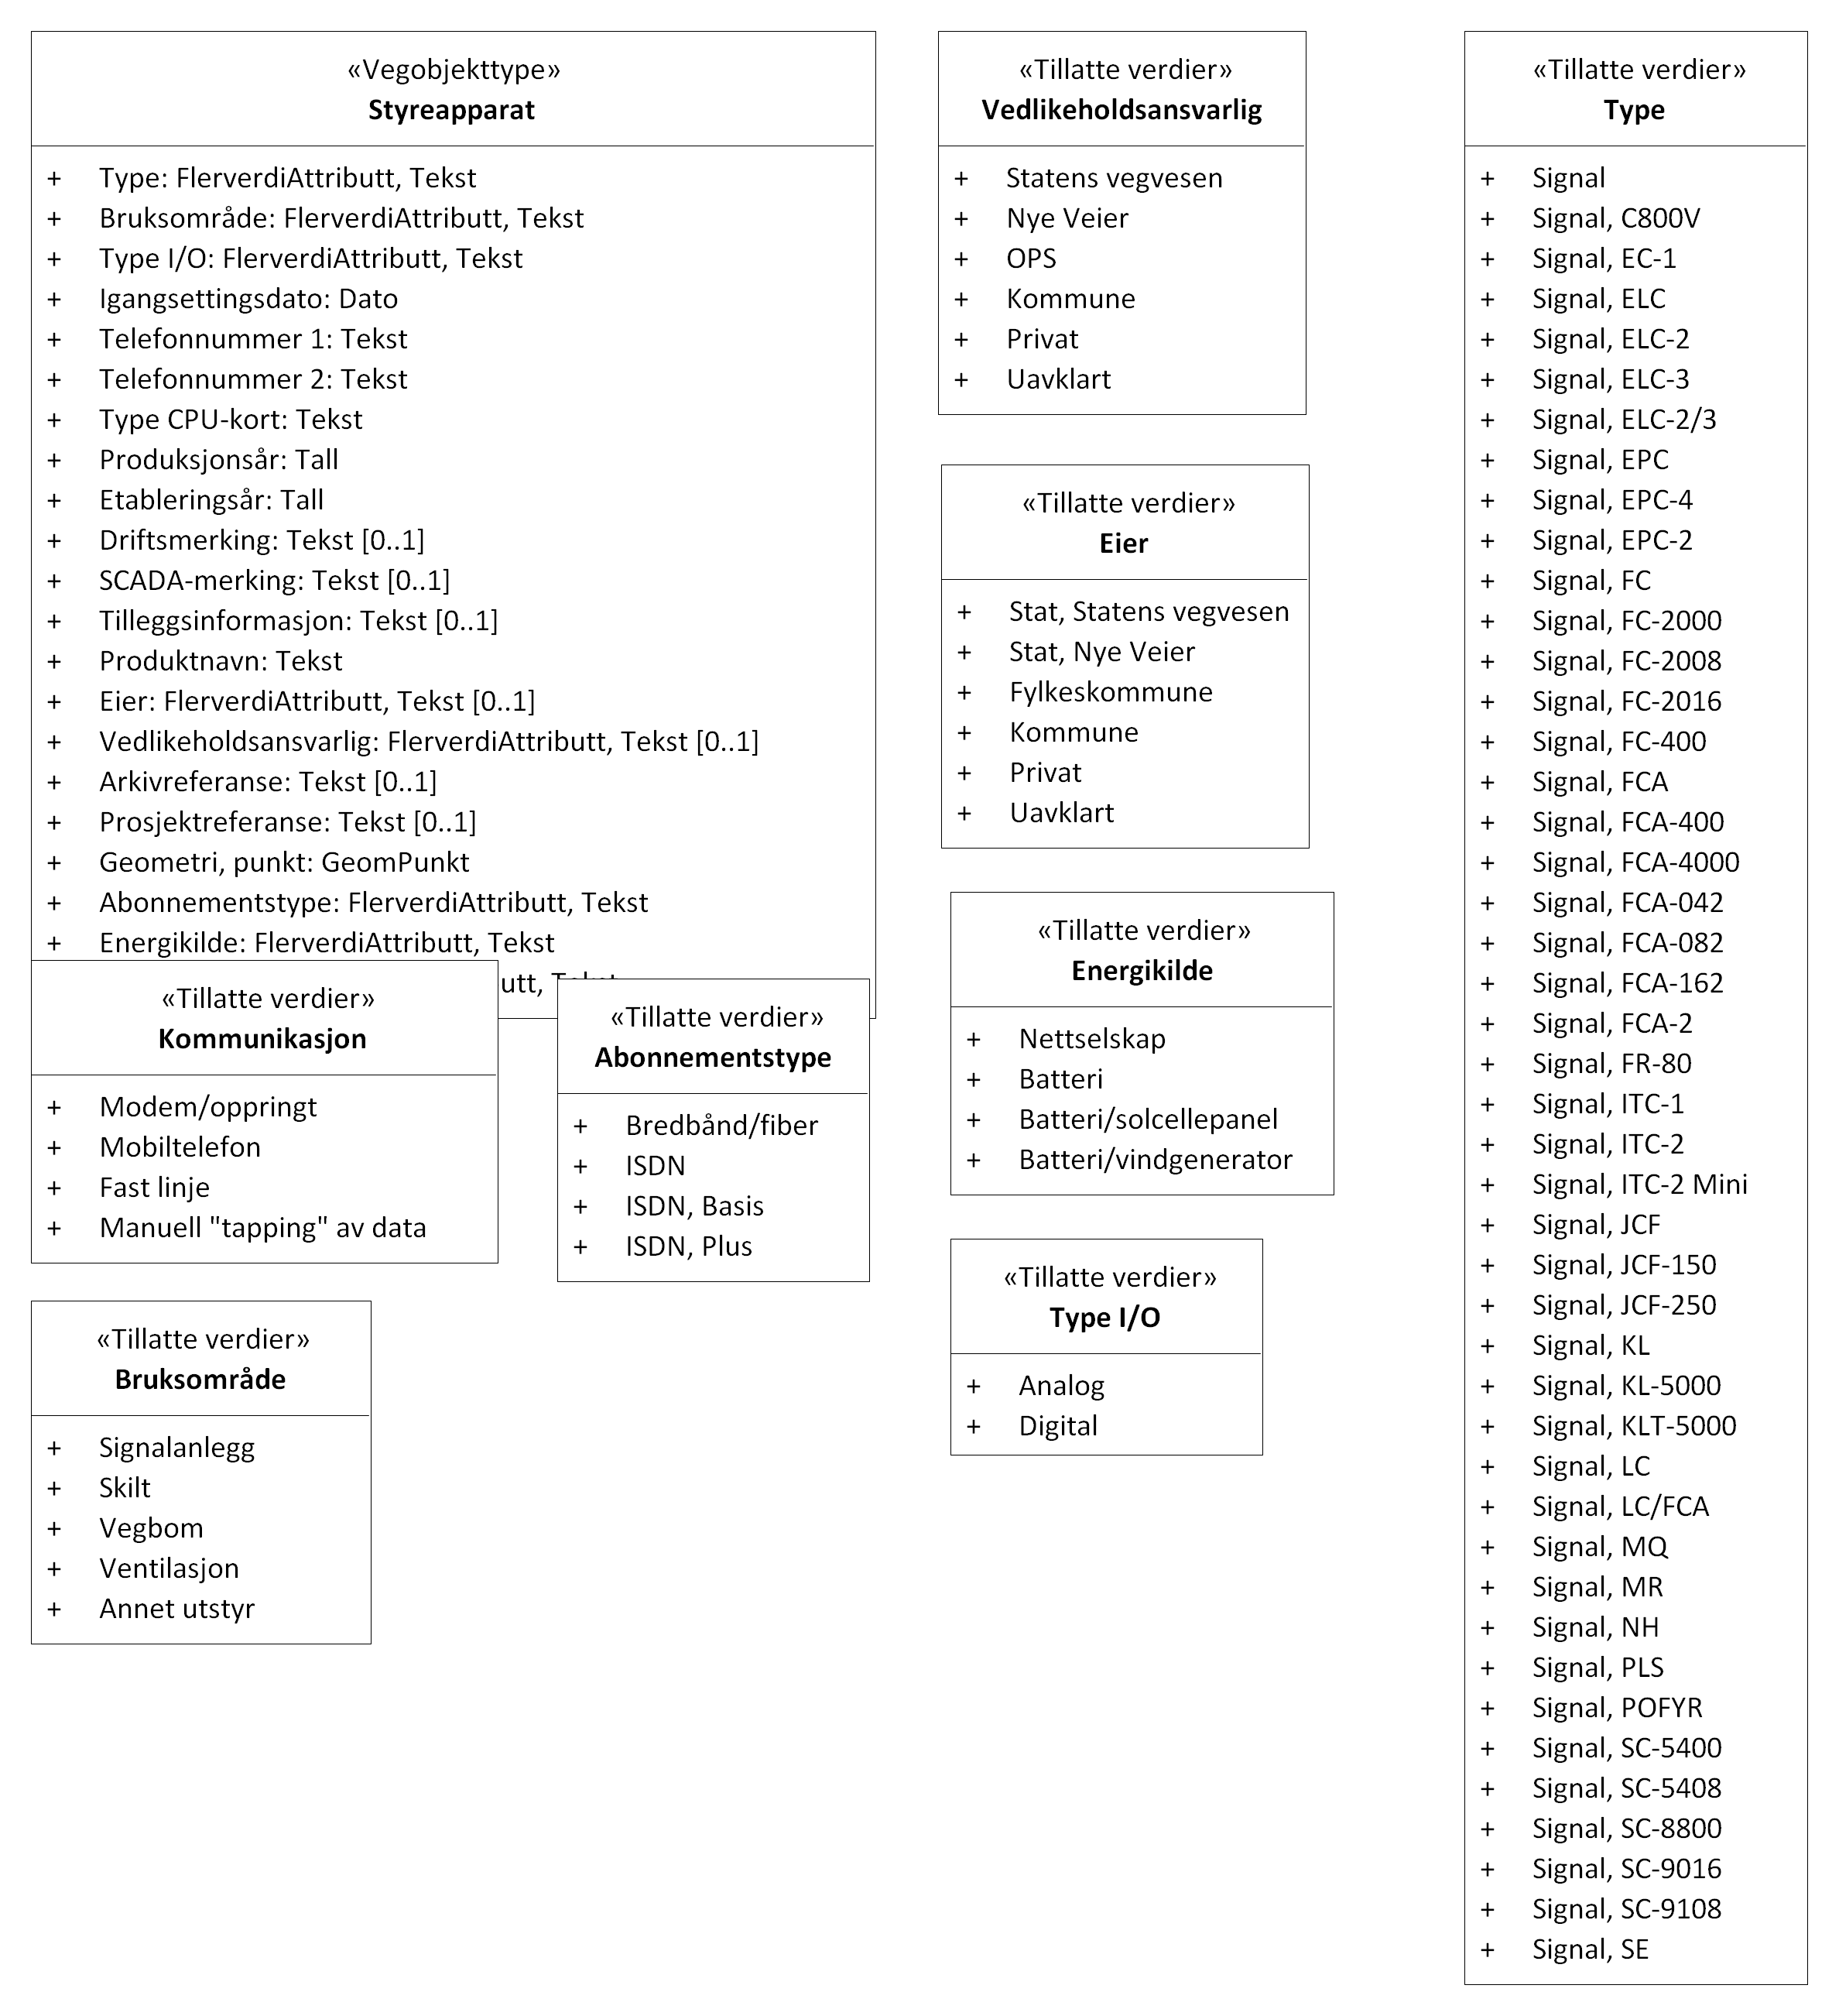 «Vegobjekttype»
Styreapparat
+ Type: FlerverdiAttributt, Tekst
+ Bruksområde: FlerverdiAttributt, Tekst
+ Type I/O: FlerverdiAttributt, Tekst
+ Igangsettingsdato: Dato
+ Telefonnummer 1: Tekst
+ Telefonnummer 2: Tekst
+ Type CPU-kort: Tekst
+ Produksjonsår: Tall
+ Etableringsår: Tall
+ Driftsmerking: Tekst [0..1]
+ SCADA-merking: Tekst [0..1]
+ Tilleggsinformasjon: Tekst [0..1]
+ Produktnavn: Tekst
+ Eier: FlerverdiAttributt, Tekst [0..1]
+ Vedlikeholdsansvarlig: FlerverdiAttributt, Tekst [0..1]
+ Arkivreferanse: Tekst [0..1]
+ Prosjektreferanse: Tekst [0..1]
+ Geometri, punkt: GeomPunkt
+ Abonnementstype: FlerverdiAttributt, Tekst
+ Energikilde: FlerverdiAttributt, Tekst
utt,
«Tillatte verdier»
Kommunikasjon
+ Modem/oppringt
+ Mobiltelefon
+ Fast linje
+ Manuell "tapping" av data
«Tillatte verdier»
Abonnementstype
+ Bredbånd/fiber
+ ISDN
+ ISDN, Basis
+ ISDN, Plus
«Tillatte verdier»
Bruksområde
+ Signalanlegg
+ Skilt
+ Vegbom
+ Ventilasjon
+ Annet utstyr
«Tillatte verdier»
Vedlikeholdsansvarlig
+ Statens vegvesen
+ Nye Veier
+ OPS
+ Kommune
+ Privat
+ Uavklart
«Tillatte verdier»
Eier
+ Stat, Statens vegvesen
+ Stat, Nye Veier
+ Fylkeskommune
+ Kommune
+ Privat
+ Uavklart
«Tillatte verdier»
Energikilde
+ Nettselskap
+ Batteri
+ Batteri/solcellepanel
+ Batteri/vindgenerator
«Tillatte verdier»
Type I/O
+ Analog
+ Digital
«Tillatte verdier»
Type
+ Signal
+ Signal, C800V
+ Signal, EC-1
+ Signal, ELC
+ Signal, ELC-2
+ Signal, ELC-3
+ Signal, ELC-2/3
+ Signal, EPC
+ Signal, EPC-4
+ Signal, EPC-2
+ Signal, FC
+ Signal, FC-2000
+ Signal, FC-2008
+ Signal, FC-2016
+ Signal, FC-400
+ Signal, FCA
+ Signal, FCA-400
+ Signal, FCA-4000
+ Signal, FCA-042
+ Signal, FCA-082
+ Signal, FCA-162
+ Signal, FCA-2
+ Signal, FR-80
+ Signal, ITC-1
+ Signal, ITC-2
+ Signal, ITC-2 Mini
+ Signal, JCF
+ Signal, JCF-150
+ Signal, JCF-250
+ Signal, KL
+ Signal, KL-5000
+ Signal, KLT-5000
+ Signal, LC
+ Signal, LC/FCA
+ Signal, MQ
+ Signal, MR
+ Signal, NH
+ Signal, PLS
+ Signal, POFYR
+ Signal, SC-5400
+ Signal, SC-5408
+ Signal, SC-8800
+ Signal, SC-9016
+ Signal, SC-9108
+ Signal, SE